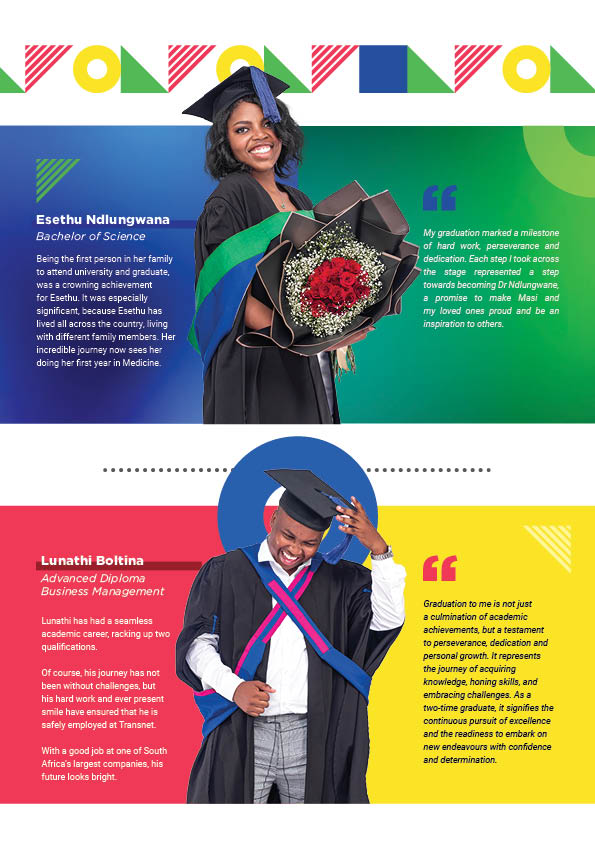 Esethu Ndlungwana
Bachelor of Science
Being the first person in her family
to attend university and graduate,
was a crowning achievement
for Esethu. It was especially
significant, because Esethu has
lived all across the country, living
with different family members. Her
incredible journey now sees her
doing her first year in Medicine.
“
My graduation marked a milestone
of hard work, perseverance and
dedication. Each step I took across
the stage represented a step
towards becoming Dr Ndlungwane,
a promise to make Masi and
my loved ones proud and be an
inspiration to others.
Lunathi Boltina
Advanced Diploma
Business Management
Lunathi has had a seamless
academic career, racking up two
qualifications.
Of course, his journey has not
been without challenges, but
his hard work and ever present
smile have ensured that he is
safely employed at Transnet.
With a good job at one of South
Africa's largest companies, his
future looks bright.
“
Graduation to me is not just
a culmination of academic
achievements, but a testament
to perseverance, dedication and
personal growth. It represents
the journey of acquiring
knowledge, honing skills, and
embracing challenges. As a
two-time graduate, it signifies the
continuous pursuit of excellence
and the readiness to embark on
new endeavours with confidence
and determination.